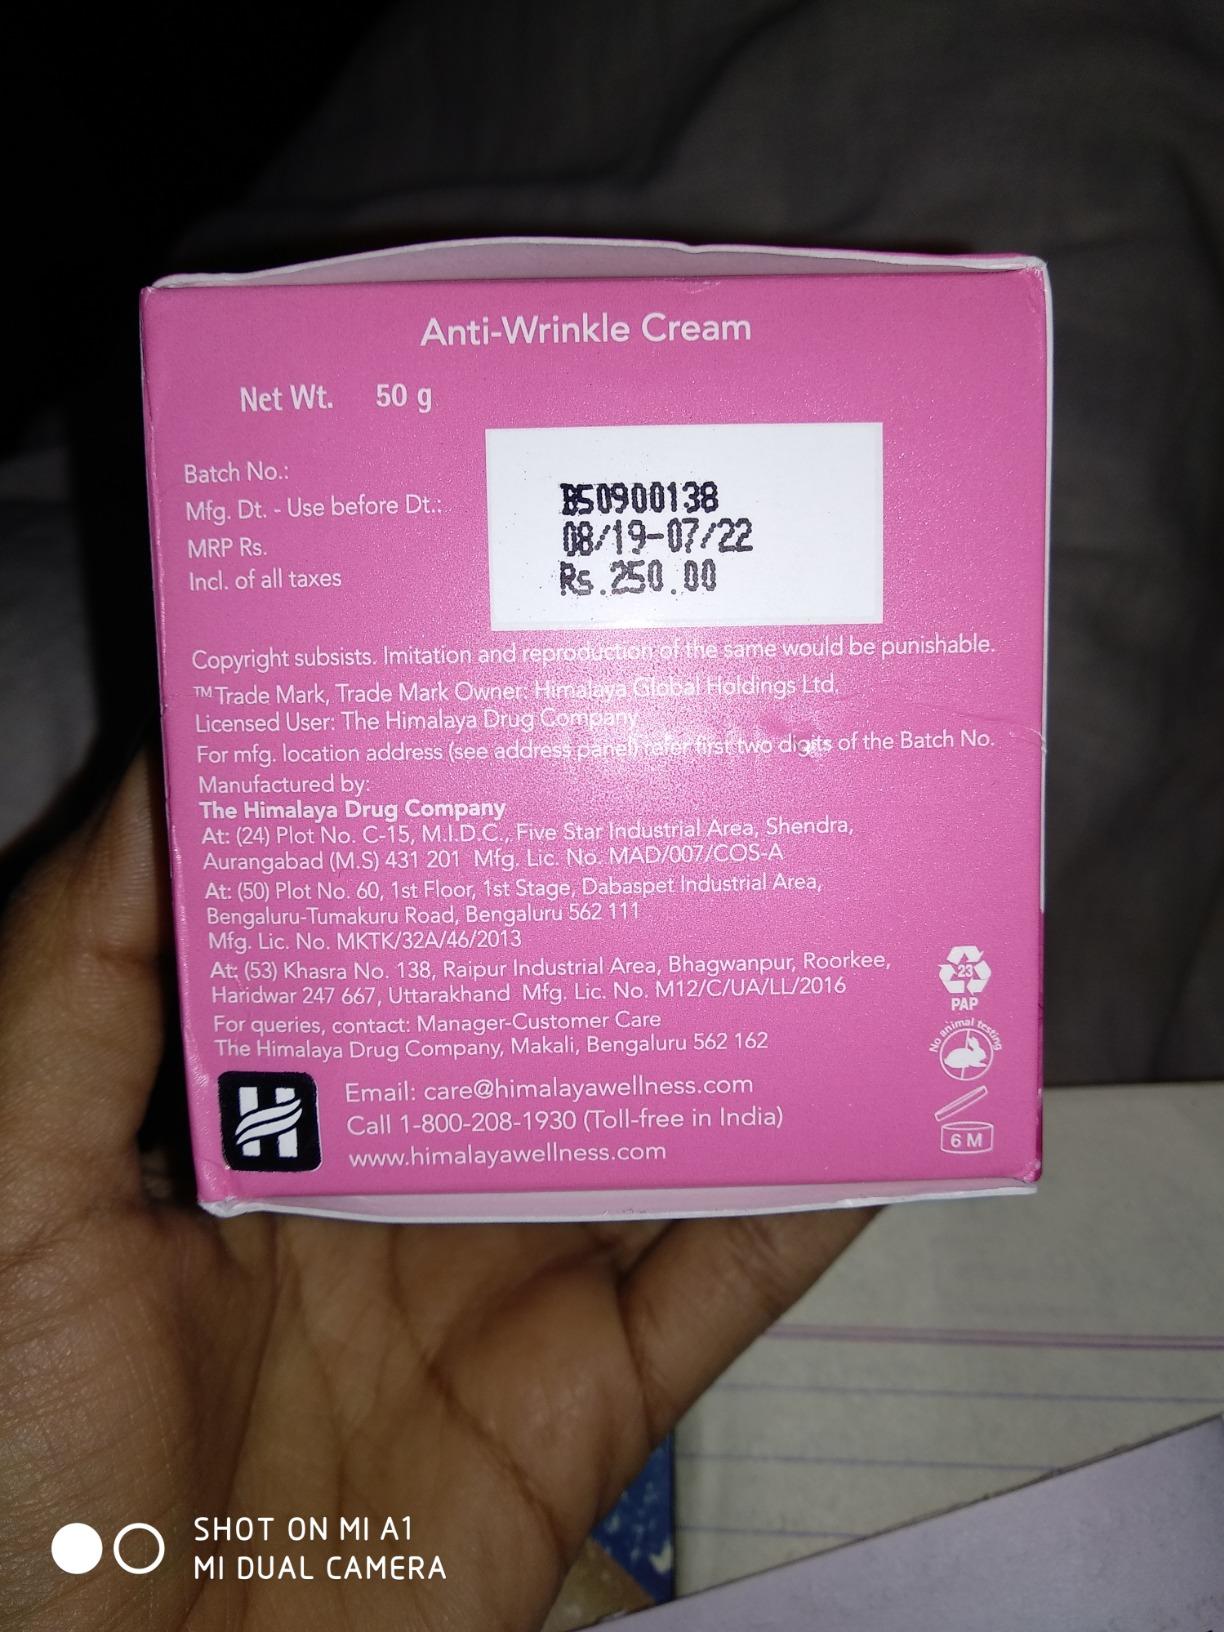 Anti-Wrinkle Cream
Net Wt. 50 g
Batch No.:
Mfg. Dt. - Use before Dt.:
MRP Rs.
Incl. of all taxes
B50900138
08/19-07/22
Rs.250.00
Copyright subsists. Imitation and reproduction of the same would be punishable.
™Trade Mark, Trade Mark Owner: Himalaya Global Holdings Ltd.
Licensed User: The Himalaya Drug Company
For mfg. location address (see address panel) refer first two digits of the Batch No.
Manufactured by:
The Himalaya Drug Company
At: (24) Plot No. C-15, M.I.D.C., Five Star Industrial Area, Shendra,
Aurangabad (M.S) 431 201 Mfg. Lic. No. MAD/007/COS-A
At: (50) Plot No. 60, 1st Floor, 1st Stage, Dabaspet Industrial Area,
Bengaluru-Tumakuru Road, Bengaluru 562 111
Mfg. Lic. No. MKTK/32A/46/2013
At: (53) Khasra No. 138, Raipur Industrial Area, Bhagwanpur, Roorkee,
Haridwar 247 667, Uttarakhand Mfg. Lic. No. M12/C/UA/LL/2016
For queries, contact: Manager-Customer Care
The Himalaya Drug Company, Makali, Bengaluru 562 162
Email: care@himalayawellness.com
Call 1-800-208-1930 (Toll-free in India)
www.himalayawellness.com
23
PAP
No animal testing
6 M
H
SHOT ON MI A1
MI DUAL CAMERA